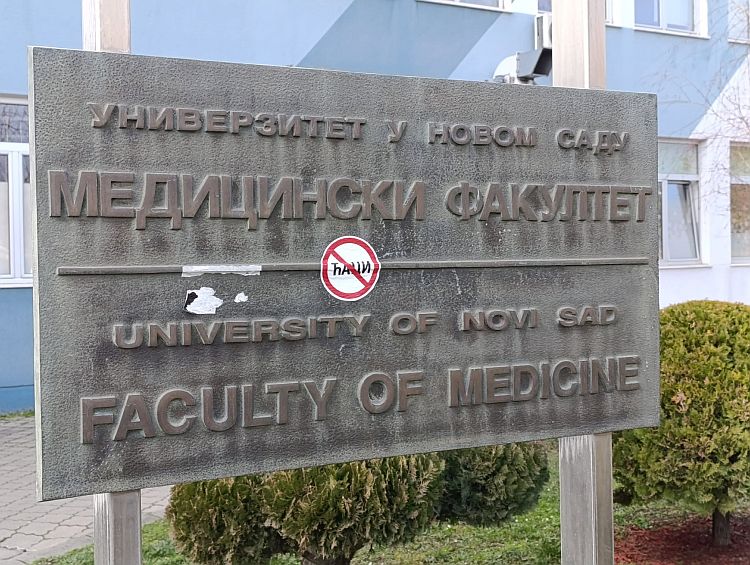 УНИВЕРЗИТЕТ У НОВОМ САДУ
МЕДИЦИНСКИ ФАКУЛТЕТ
ЋАЦИ
UNIVERSITY OF NOVI SAD
FACULTY OF MEDICINE